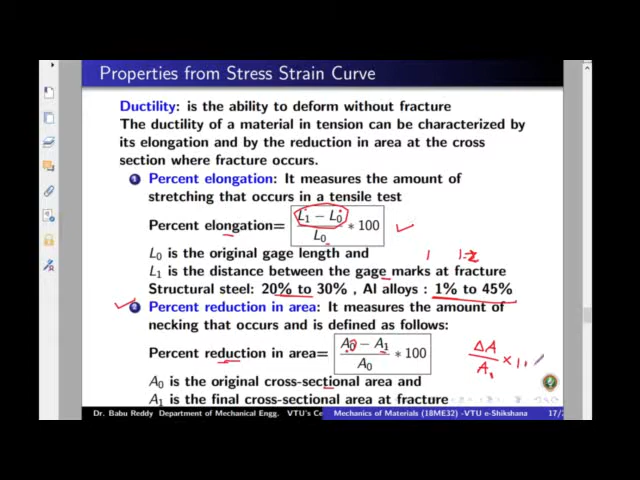 Properties from Stress Strain Curve
Ductility: is the ability to deform without fracture
The ductility of a material in tension can be characterized by
its elongation and by the reduction in area at the cross
section where fracture occurs.
1 Percent elongation: It measures the amount of
stretching that occurs in a tensile test
Percent elongation= L₁ − L₀ / L₀ ∗ 100
L₀ is the original gage length and
L₁ is the distance between the gage marks at fracture
Structural steel: 20% to 30% , Al alloys : 1% to 45%
2 Percent reduction in area: It measures the amount of
necking that occurs and is defined as follows:
Percent reduction in area= A₀ − A₁ / A₀ ∗ 100
ΔA / A₀ ×
A₀ is the original cross-sectional area and
A₁ is the final cross-sectional area at fracture
Dr. Babu Reddy Department of Mechanical Engg. VTU's Mechanics of Materials (18ME32) -VTU e-Shikshana 17/